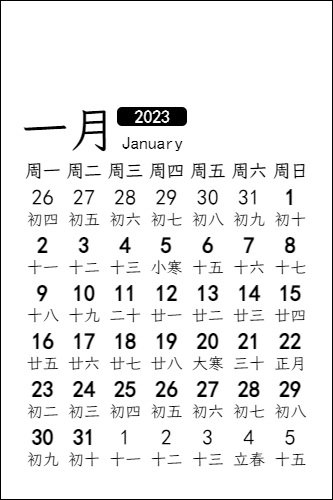 一月 2023
January
周一 周二 周三 周四 周五 周六 周日
26 27 28 29 30 31 1
初四 初五 初六 初七 初八 初九 初十
2 3 4 5 6 7 8
十一 十二 十三 小寒 十五 十六 十七
9 10 11 12 13 14 15
十八 十九 二十 廿一 廿二 廿三 廿四
16 17 18 19 20 21 22
廿五 廿六 廿七 廿八 大寒 三十 正月
23 24 25 26 27 28 29
初二 初三 初四 初五 初六 初七 初八
30 31 1 2 3 4 5
初九 初十 十一 十二 十三 立春 十五